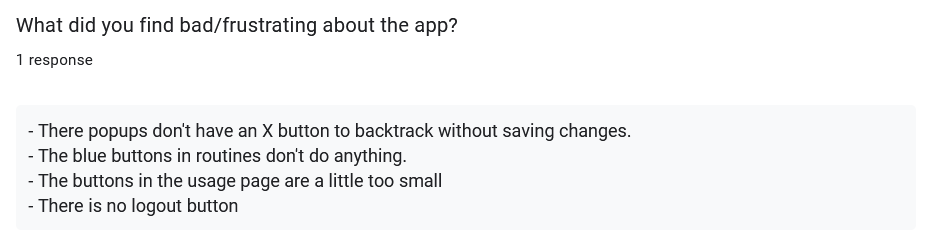 What did you find bad/frustrating about the app?
1 response
- There popups don't have an X button to backtrack without saving changes.
- The blue buttons in routines don't do anything.
- The buttons in the usage page are a little too small
- There is no logout button